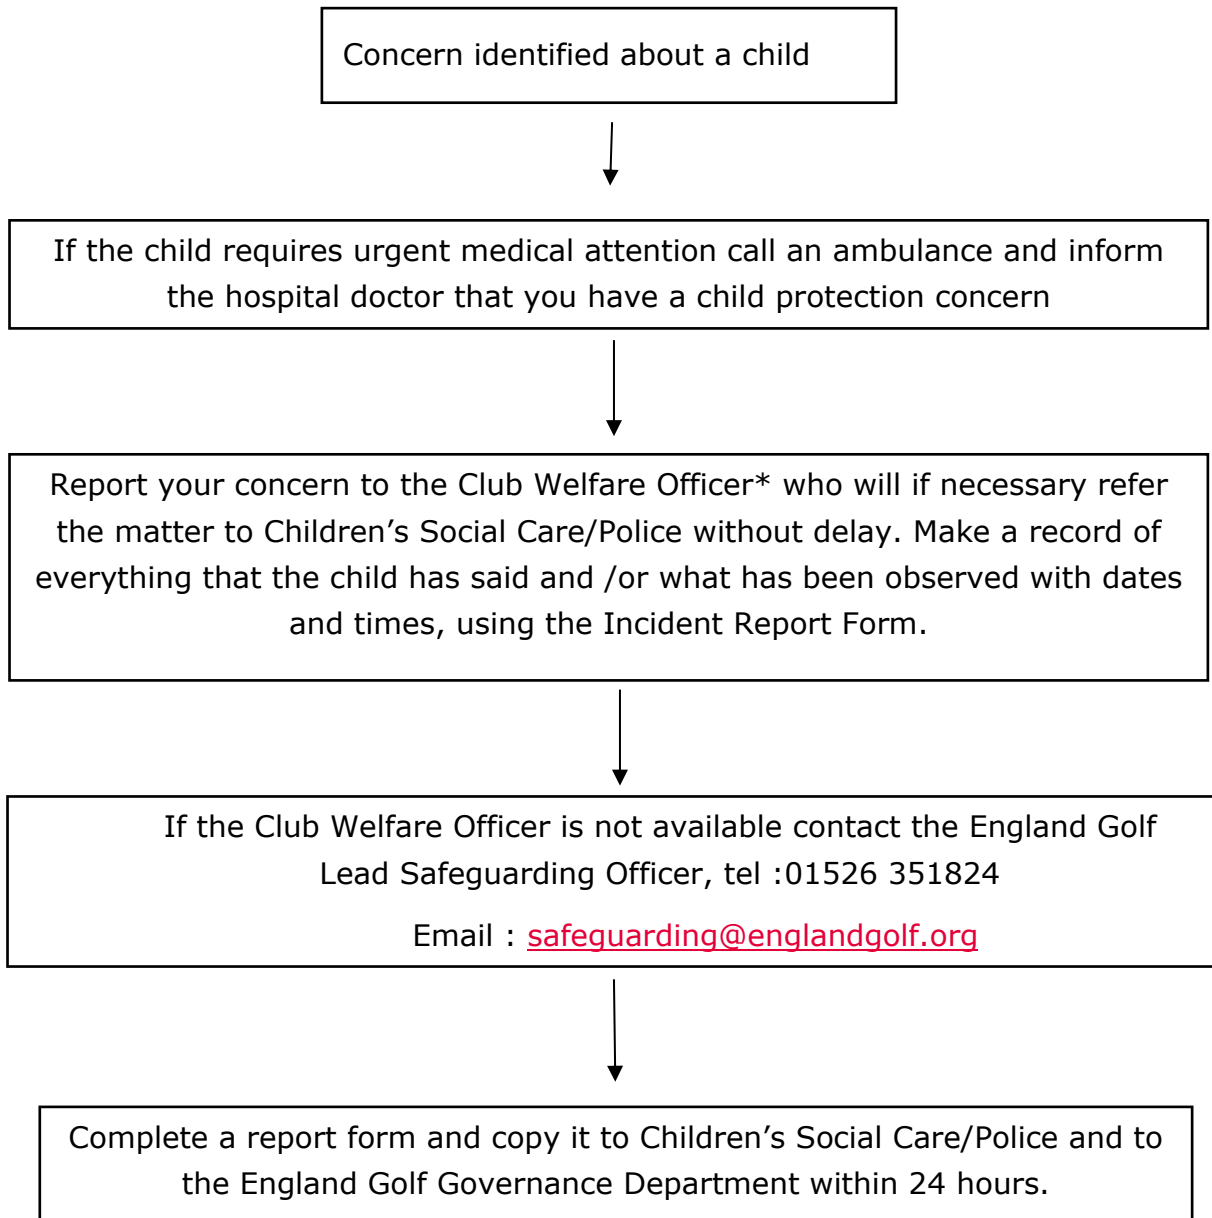 Concern identified about a child
If the child requires urgent medical attention call an ambulance and inform
the hospital doctor that you have a child protection concern
Report your concern to the Club Welfare Officer* who will if necessary refer
the matter to Children’s Social Care/Police without delay. Make a record of
everything that the child has said and /or what has been observed with dates
and times, using the Incident Report Form.
If the Club Welfare Officer is not available contact the England Golf
Lead Safeguarding Officer, tel :01526 351824
Email : safeguarding@englandgolf.org
Complete a report form and copy it to Children’s Social Care/Police and to
the England Golf Governance Department within 24 hours.